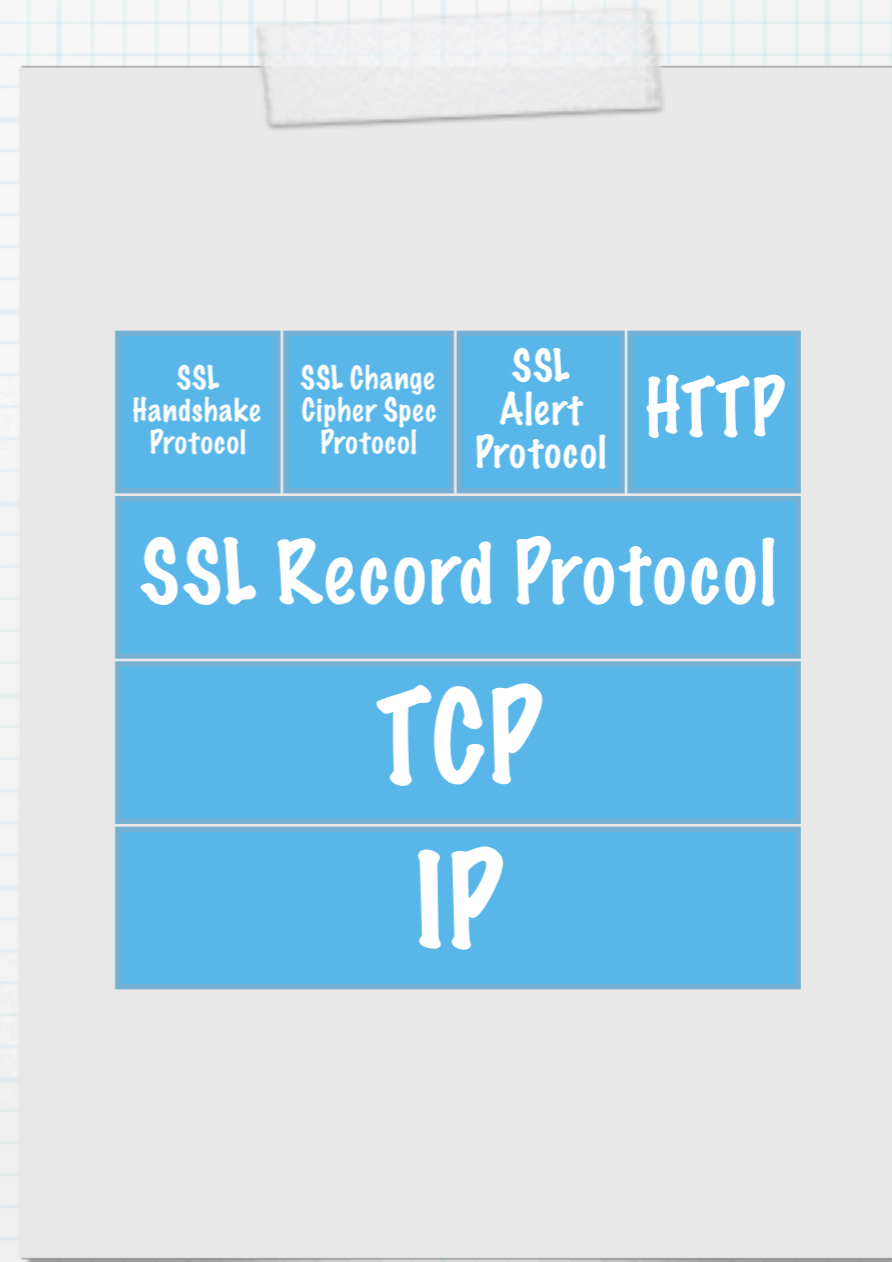 SSL
Handshake
Protocol
SSL Change
Cipher Spec
Protocol
SSL
Alert
Protocol
HTTP
SSL Record Protocol
TCP
IP